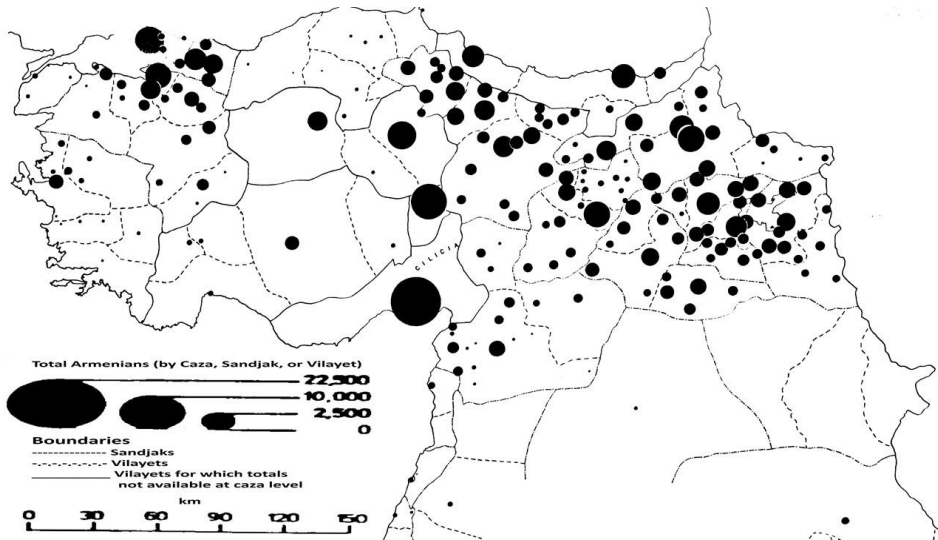 CILICIA
Total Armenians (by Caza, Sandjak, or Vilayet)
22,500
10,000
2,500
0
Boundaries
Sandjaks
Vilayets
Vilayets for which totals
not available at caza level
km
0 30 60 90 120 150